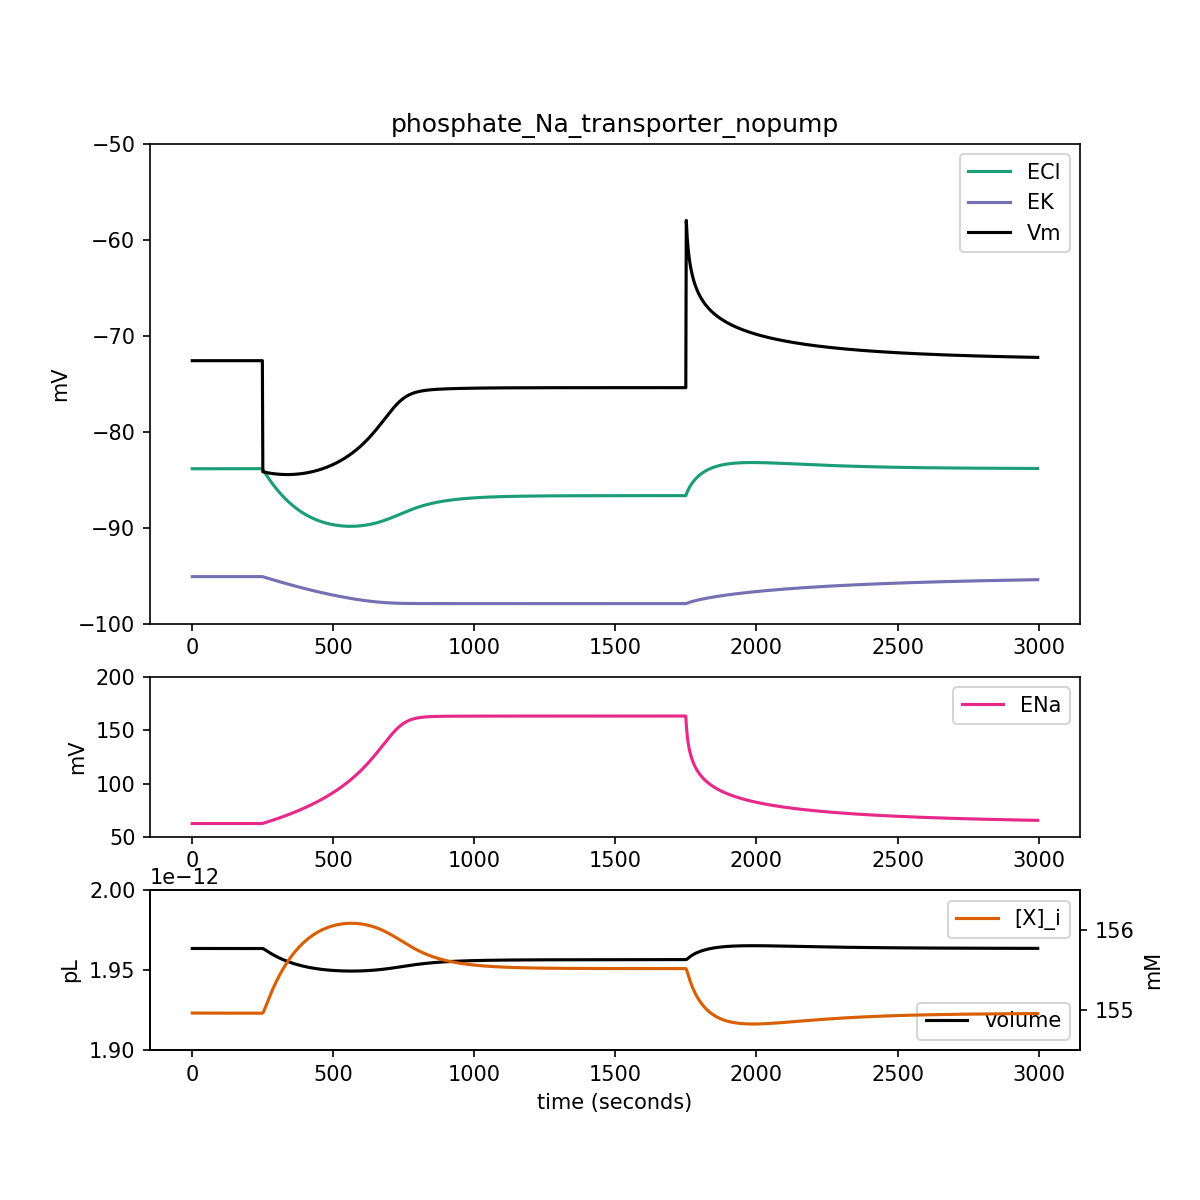 phosphate_Na_transporter_nopump
−50
−60
−70
−80
−90
−100
mV
ECl
EK
Vm
0 500 1000 1500 2000 2500 3000
200
150
100
50
mV
ENa
0 500 1000 1500 2000 2500 3000
1e−12
2.00
1.95
1.90
pL
[X]_i
volume
156
155
mM
0 500 1000 1500 2000 2500 3000
time (seconds)